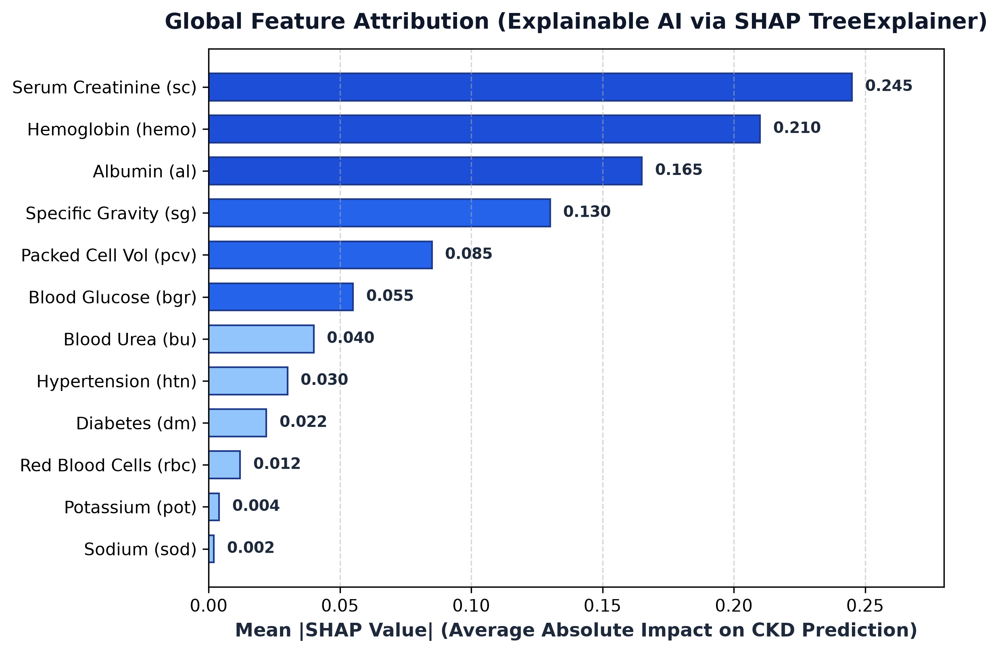 Global Feature Attribution (Explainable AI via SHAP TreeExplainer)
Serum Creatinine (sc) 0.245
Hemoglobin (hemo) 0.210
Albumin (al) 0.165
Specific Gravity (sg) 0.130
Packed Cell Vol (pcv) 0.085
Blood Glucose (bgr) 0.055
Blood Urea (bu) 0.040
Hypertension (htn) 0.030
Diabetes (dm) 0.022
Red Blood Cells (rbc) 0.012
Potassium (pot) 0.004
Sodium (sod) 0.002
0.00 0.05 0.10 0.15 0.20 0.25
Mean |SHAP Value| (Average Absolute Impact on CKD Prediction)